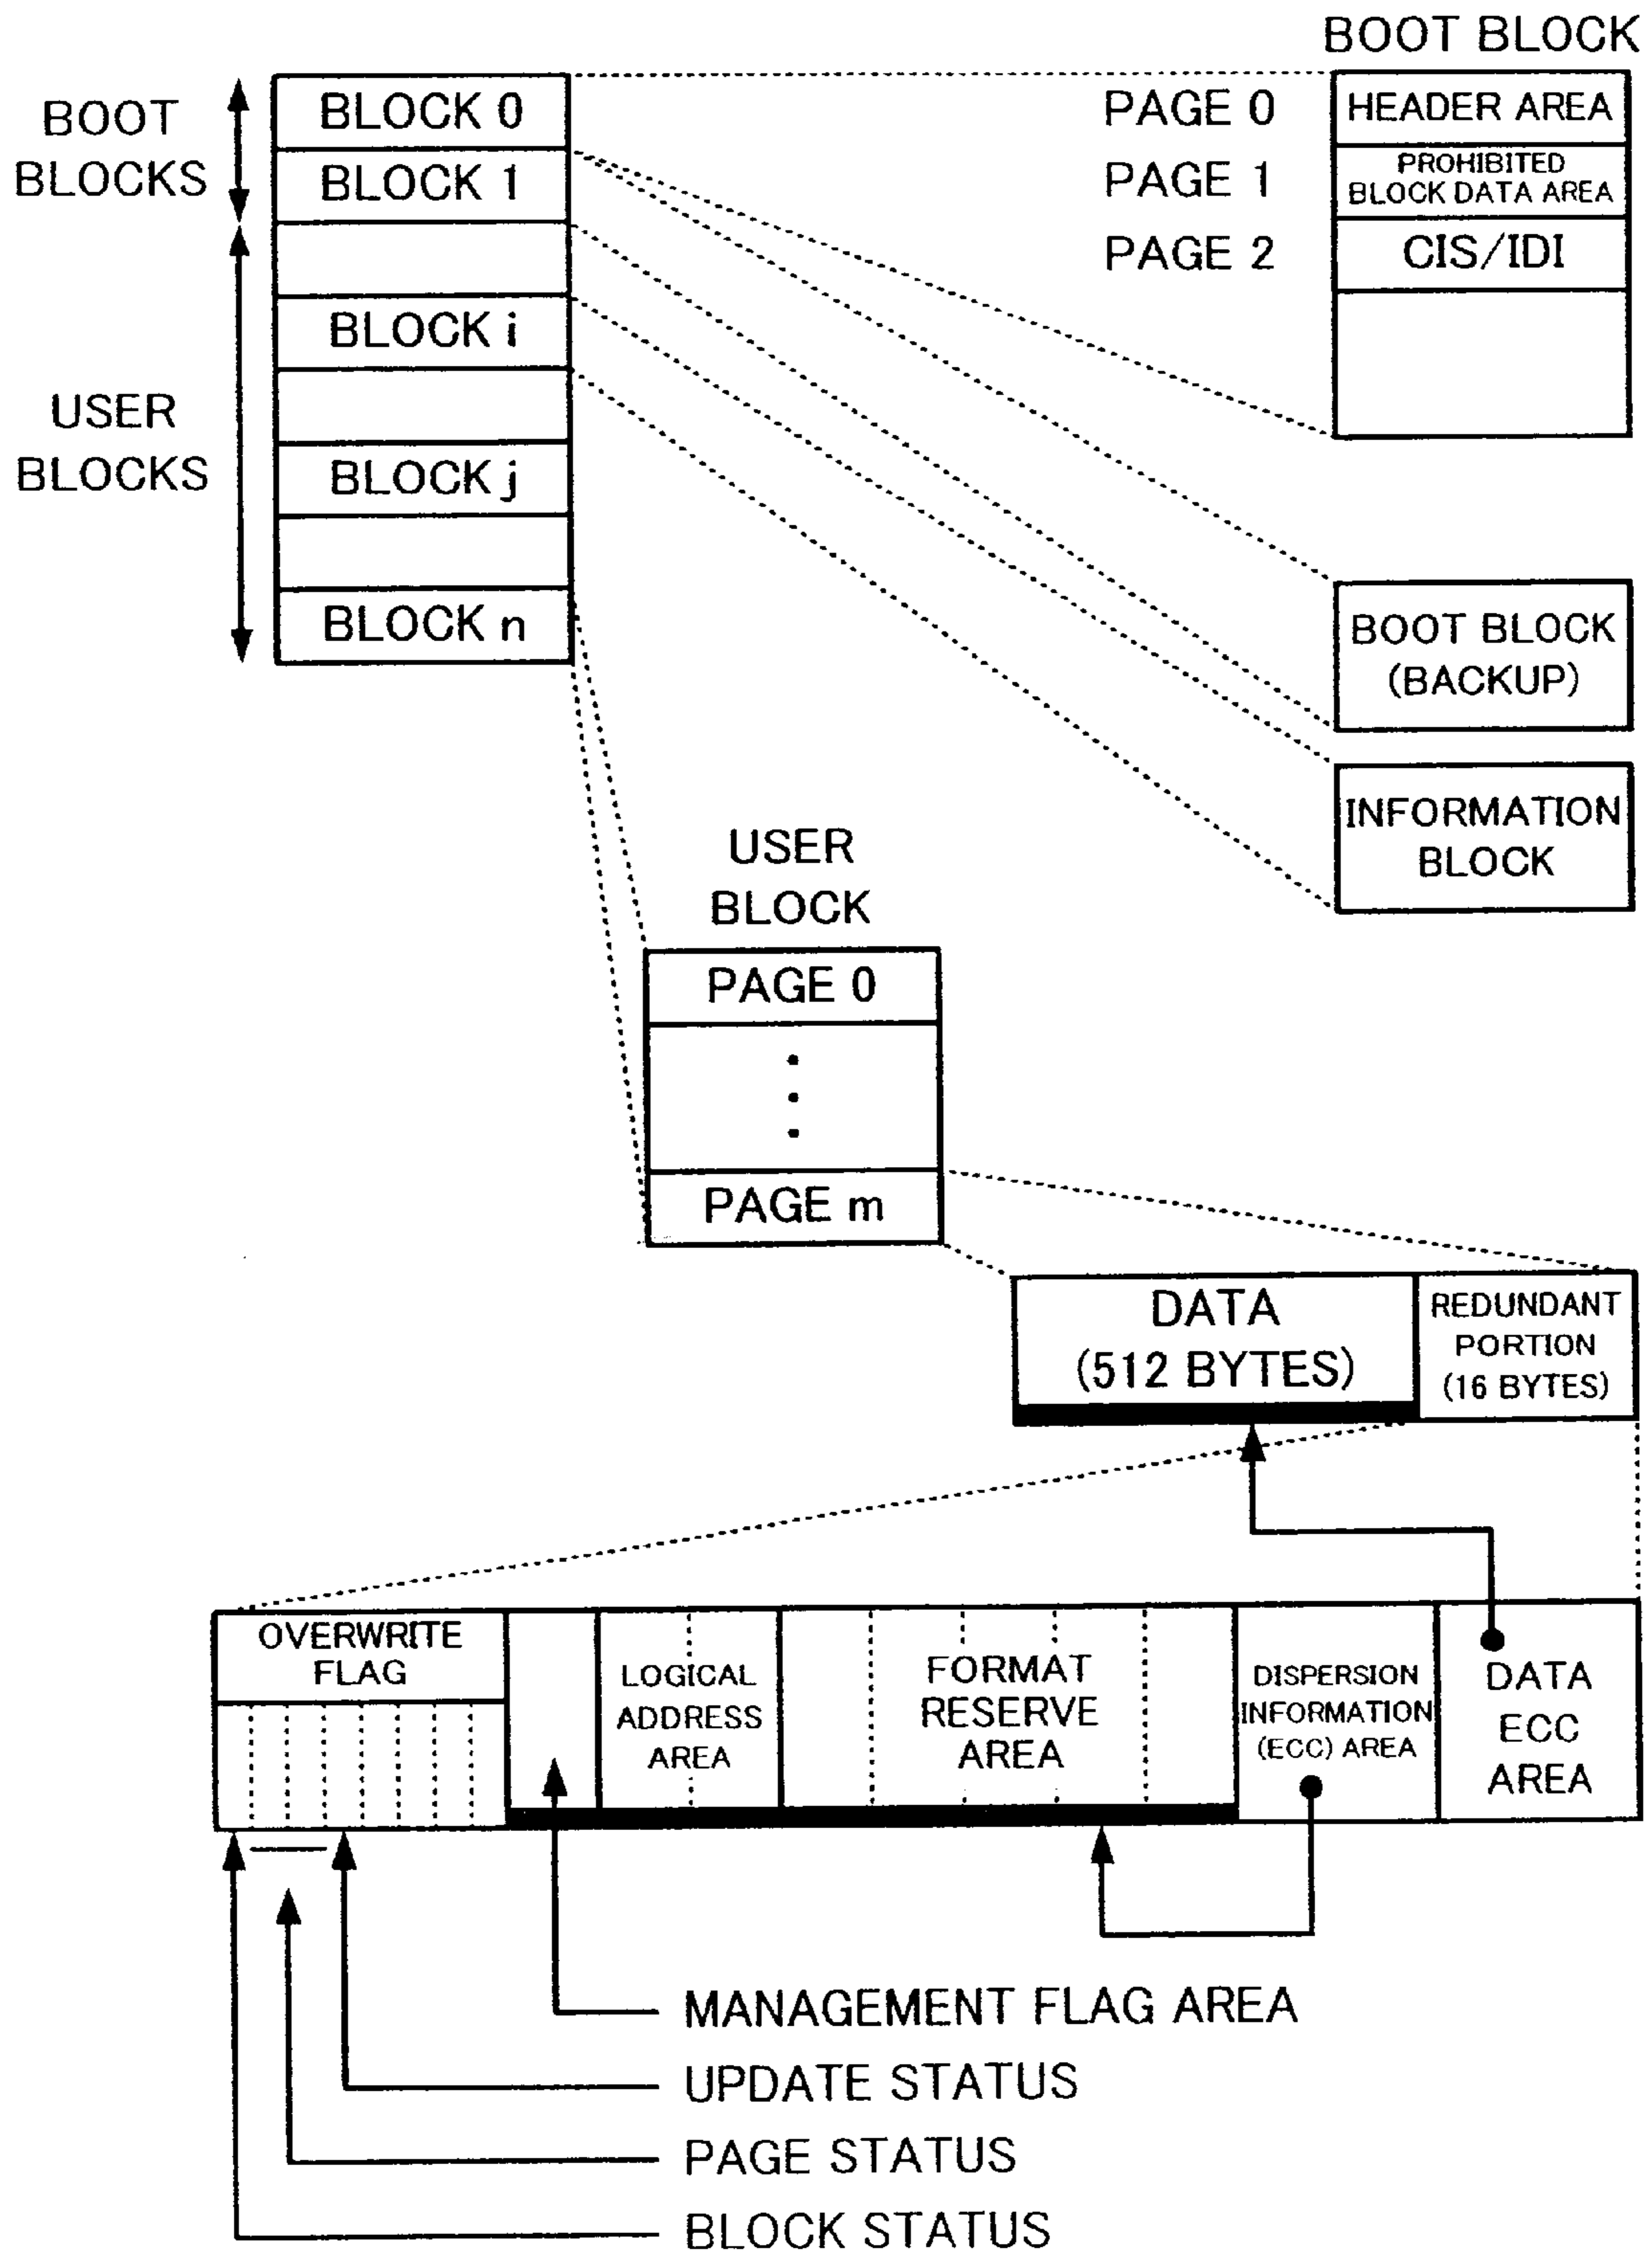 BOOT BLOCK
BOOT
BLOCKS
BLOCK 0
BLOCK 1
PAGE 0
HEADER AREA
PAGE 1
PROHIBITED
BLOCK DATA AREA
PAGE 2
CIS/IDI
USER
BLOCKS
BLOCK i
BLOCK j
BLOCK n
BOOT BLOCK
(BACKUP)
INFORMATION
BLOCK
USER
BLOCK
PAGE 0
PAGE m
DATA
(512 BYTES)
REDUNDANT
PORTION
(16 BYTES)
OVERWRITE
FLAG
LOGICAL
ADDRESS
AREA
FORMAT
RESERVE
AREA
DISPERSION
INFORMATION
(ECC) AREA
DATA
ECC
AREA
MANAGEMENT FLAG AREA
UPDATE STATUS
PAGE STATUS
BLOCK STATUS